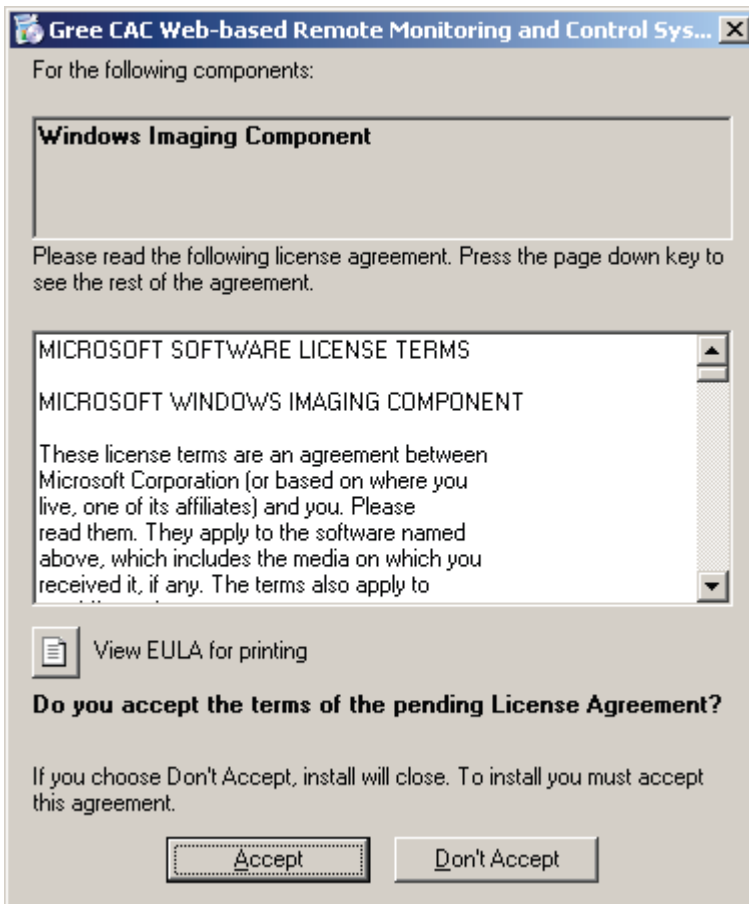 Gree CAC Web-based Remote Monitoring and Control Sys...
For the following components:
Windows Imaging Component
Please read the following license agreement. Press the page down key to
see the rest of the agreement.
MICROSOFT SOFTWARE LICENSE TERMS
MICROSOFT WINDOWS IMAGING COMPONENT
These license terms are an agreement between
Microsoft Corporation (or based on where you
live, one of its affiliates) and you. Please
read them. They apply to the software named
above, which includes the media on which you
received it, if any. The terms also apply to
View EULA for printing
Do you accept the terms of the pending License Agreement?
If you choose Don't Accept, install will close. To install you must accept
this agreement.
Accept
Don't Accept